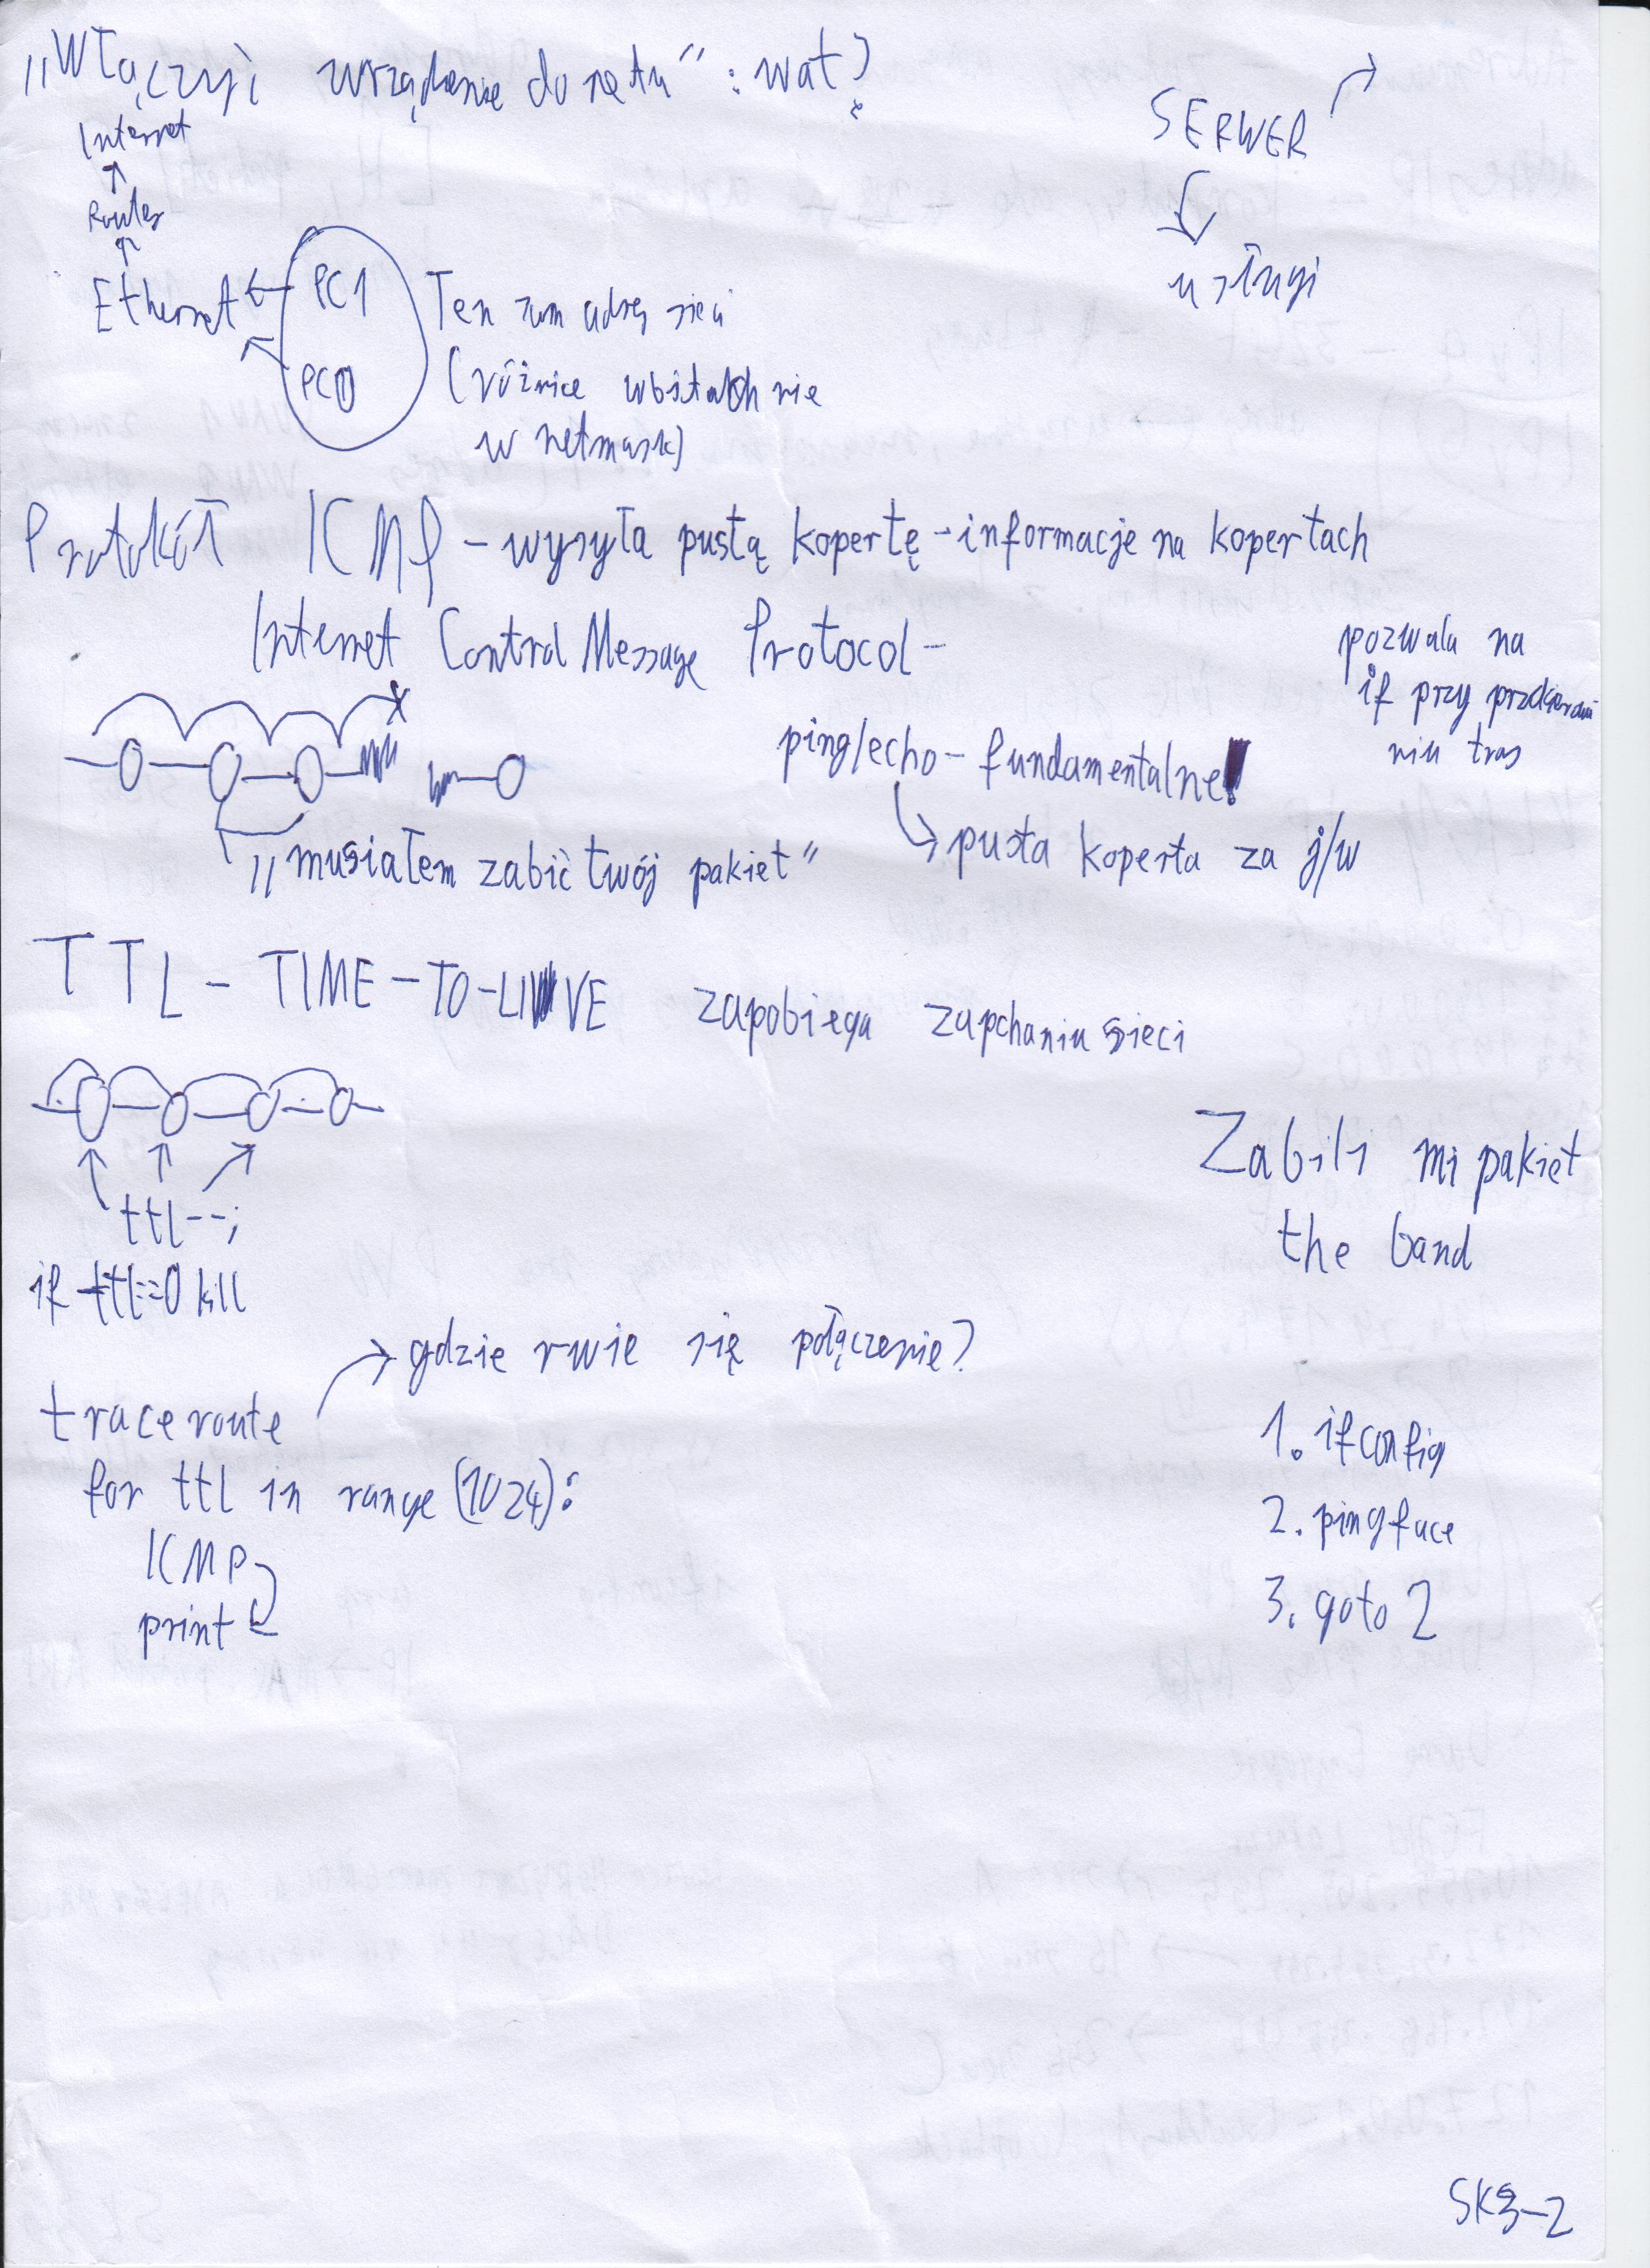 „Włączyć urządzenie do netu”: wat?
Internet
Router
Ethernet
PC1
PC0
Ten sam adres sieci
(różnice w bitach nie
w netmask)
SERWER
usługi
Protokół ICMP - wysyła pustą kopertę - informacje na kopertach
Internet Control Message Protocol -
pozwala na
if przy
tras
ping/echo - fundamentalne!
pusta koperta za j/w
„musiałem zabić twój pakiet”
TTL - TIME-TO-LIVE zapobiega zapchaniu sieci
ttl--;
if ttl==0 kill
Zabili mi pakiet
the band
gdzie rwie się połączenie?
traceroute
for ttl in range(1024):
ICMP
print
1. ifconfig
2. ping face
3. goto 2
SK3-2